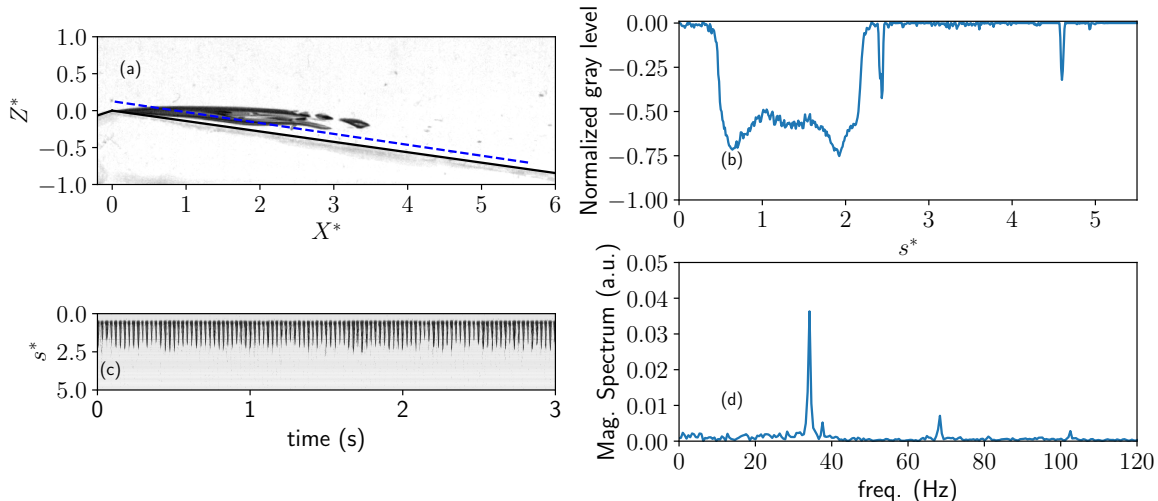 1.0
0.5
0.0
−0.5
−1.0
Z*
(a)
0 1 2 3 4 5 6
X*
0.00
−0.25
−0.50
−0.75
−1.00
Normalized gray level
(b)
0 1 2 3 4 5
s*
0.0
2.5
5.0
s*
(c)
0 1 2 3
time (s)
0.05
0.04
0.03
0.02
0.01
0.00
Mag. Spectrum (a.u.)
(d)
0 20 40 60 80 100 120
freq. (Hz)